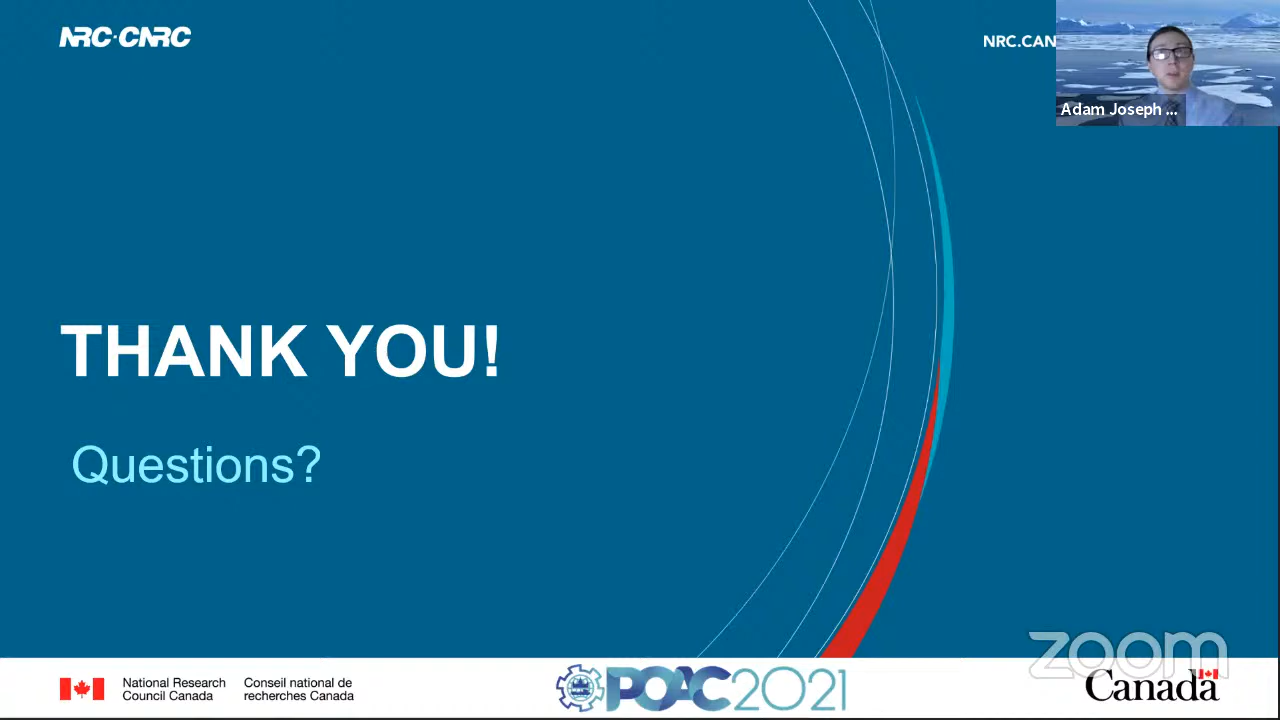 NRC·CNRC
NRC.CAN
Adam Joseph ...
THANK YOU!
Questions?
zoom
National Research
Council Canada
Conseil national de
recherches Canada
POAC2021
Canada